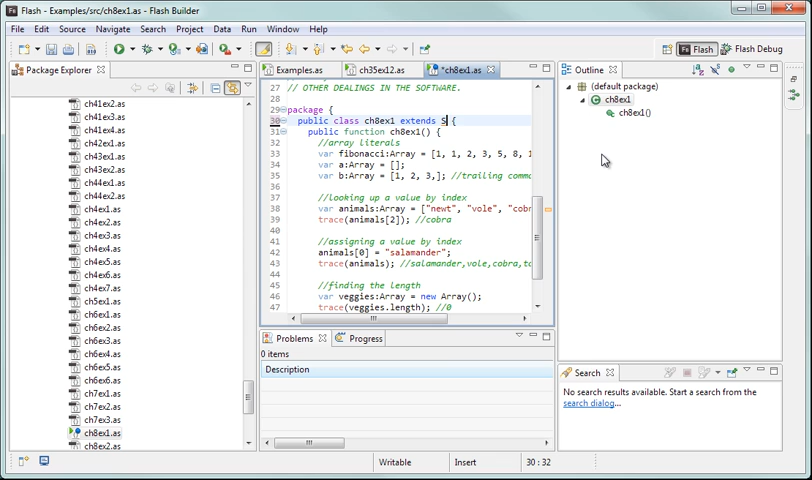 Flash - Examples/src/ch8ex1.as - Flash Builder
File Edit Source Navigate Search Project Data Run Window Help
Flash Flash Debug
Package Explorer
ch41ex2.as
ch42ex1.as
ch43ex1.as
ch43ex2.as
ch44ex1.as
ch44ex2.as
ch4ex1.as
ch4ex2.as
ch4ex3.as
ch4ex4.as
ch4ex5.as
ch4ex6.as
ch4ex7.as
ch5ex1.as
ch6ex1.as
ch6ex2.as
ch6ex3.as
ch6ex4.as
ch6ex5.as
ch6ex6.as
ch7ex1.as
ch7ex2.as
ch7ex3.as
ch8ex1.as
ch8ex2.as
Examples.as ch35ex12.as *ch8ex1.as
27 // OTHER DEALINGS IN THE SOFTWARE.
28
29 package {
30 public class ch8ex1 extends S {
31 public function ch8ex1() {
32 //array literals
33 var fibonacci:Array = [1, 1, 2, 3, 5, 8, 1
34 var a:Array = [];
35 var b:Array = [1, 2, 3,]; //trailing comma
36
37 //looking up a value by index
38 var animals:Array = ["newt", "vole", "cobr
39 trace(animals[2]); //cobra
40
41 //assigning a value by index
42 animals[0] = "salamander";
43 trace(animals); //salamander,vole,cobra,to
44
45 //finding the length
46 var veggies:Array = new Array();
47 trace(veggies.length); //0
Problems Progress
0 items
Description
Outline
(default package)
ch8ex1
ch8ex1()
Search
No search results available. Start a search from the
search dialog...
Writable Insert 30 : 32